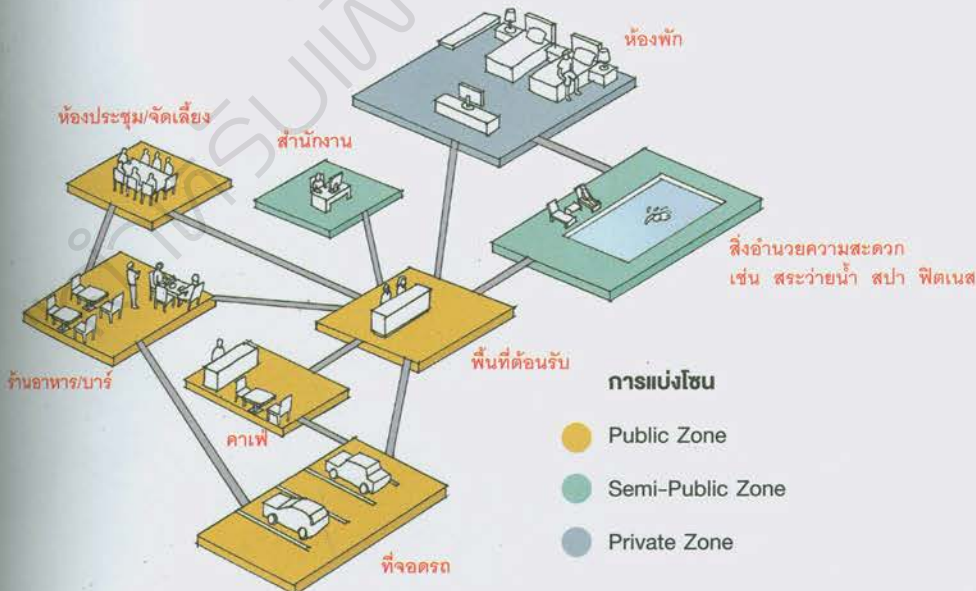 ห้องพัก
ห้องประชุม/จัดเลี้ยง
สำนักงาน
สิ่งอำนวยความสะดวก
เช่น สระว่ายน้ำ สปา ฟิตเนส
พื้นที่ต้อนรับ
ร้านอาหาร/บาร์
คาเฟ่
ที่จอดรถ
การแบ่งโซน
Public Zone
Semi-Public Zone
Private Zone